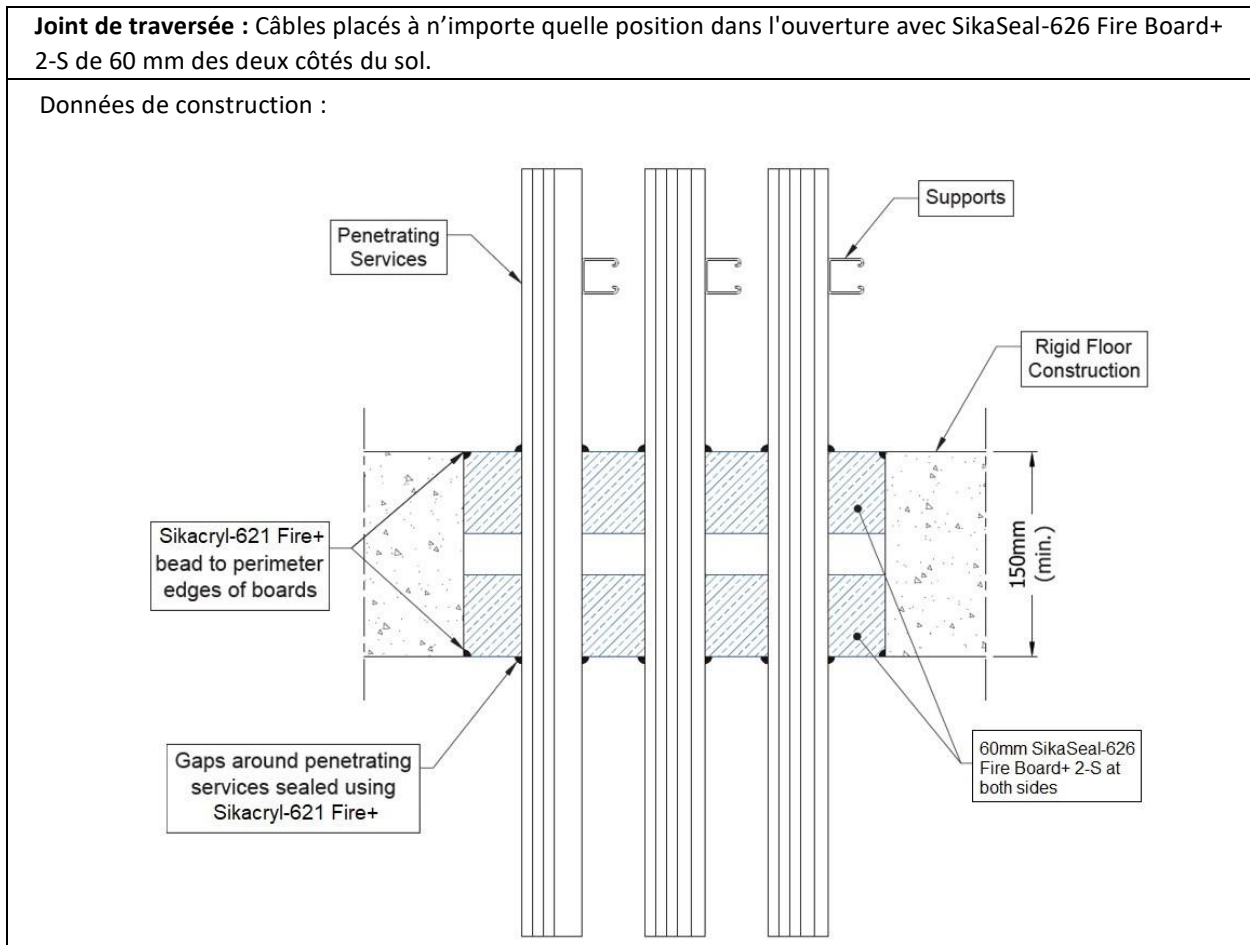 Joint de traversée : Câbles placés à n’importe quelle position dans l'ouverture avec SikaSeal-626 Fire Board+
2-S de 60 mm des deux côtés du sol.
Données de construction :
Supports
Penetrating
Services
Rigid Floor
Construction
Sikacryl-621 Fire+
bead to perimeter
edges of boards
150mm
(min.)
Gaps around penetrating
services sealed using
Sikacryl-621 Fire+
60mm SikaSeal-626
Fire Board+ 2-S at
both sides